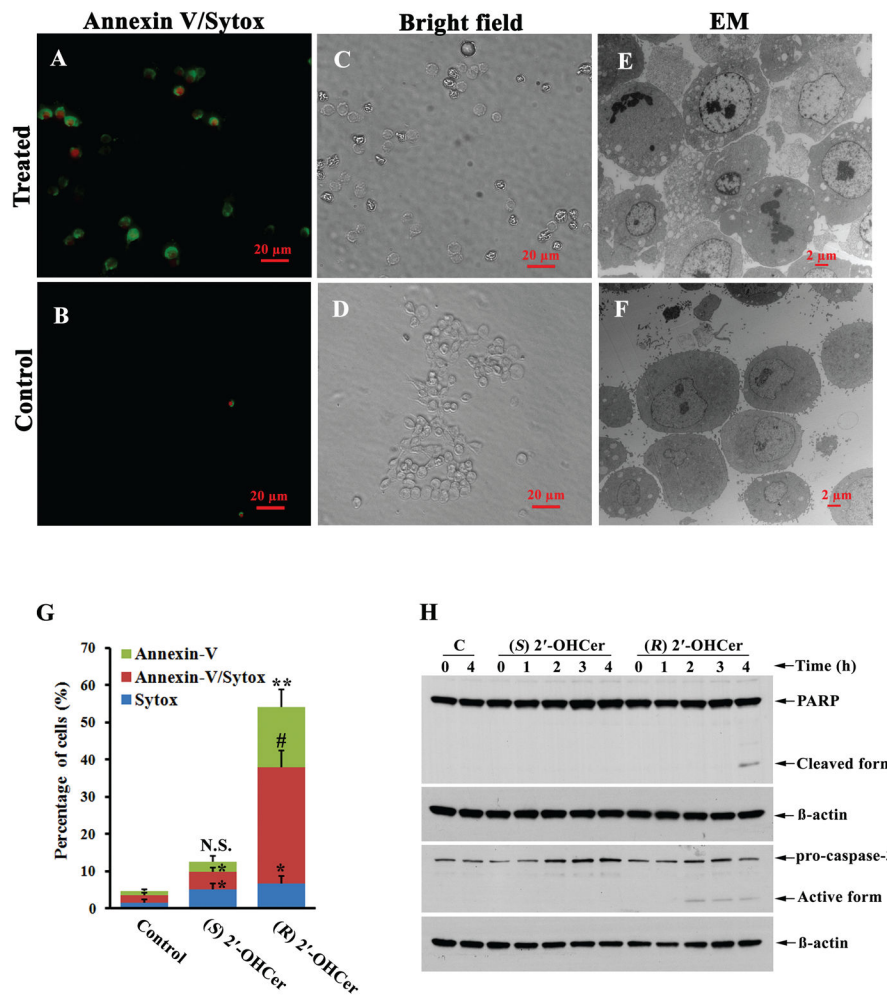 Annexin V/Sytox Bright field EM
Treated
A C E
20 µm 20 µm 2 µm
Control
B D F
20 µm 20 µm 2 µm
G
Percentage of cells (%)
70
60
50
40
30
20
10
0
Annexin-V
Annexin-V/Sytox
Sytox
**
#
N.S.
*
*
*
Control (S) 2′-OHCer (R) 2′-OHCer
H
C (S) 2′-OHCer (R) 2′-OHCer
0 4 0 1 2 3 4 0 1 2 3 4 Time (h)
PARP
Cleaved form
ß-actin
pro-caspase-
Active form
ß-actin